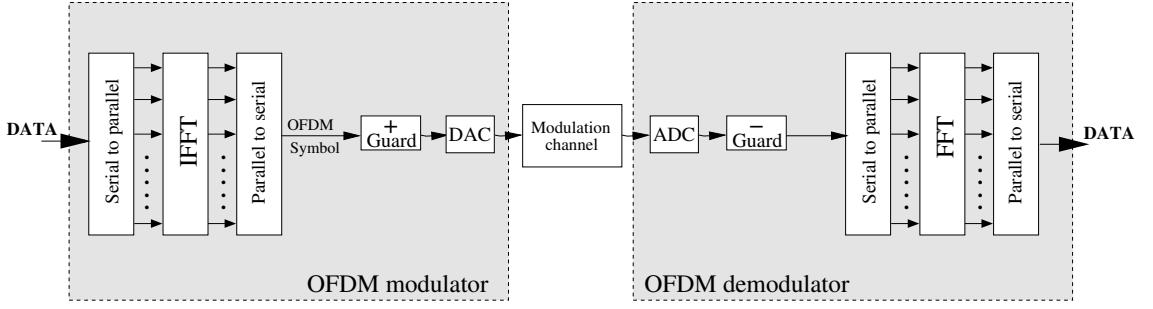 DATA
Serial to parallel
IFFT
Parallel to serial
OFDM
Symbol
+
Guard
DAC
Modulation
channel
ADC
−
Guard
Serial to parallel
FFT
Parallel to serial
DATA
OFDM modulator
OFDM demodulator